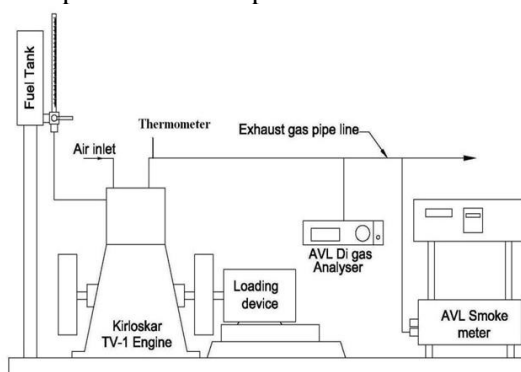 Fuel Tank
Thermometer
Exhaust gas pipe line
Air inlet
AVL Di gas
Analyser
Loading
device
Kirloskar
TV-1 Engine
AVL Smoke
meter